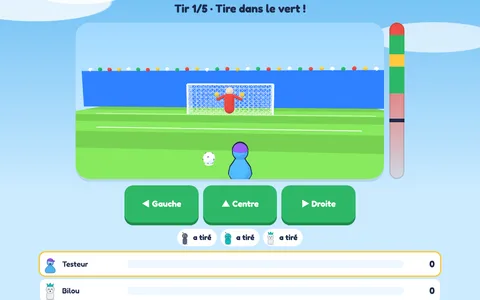 Tir 1/5 · Tire dans le vert !
◀ Gauche
▲ Centre
▶ Droite
a tiré
a tiré
a tiré
Testeur 0
Bilou 0